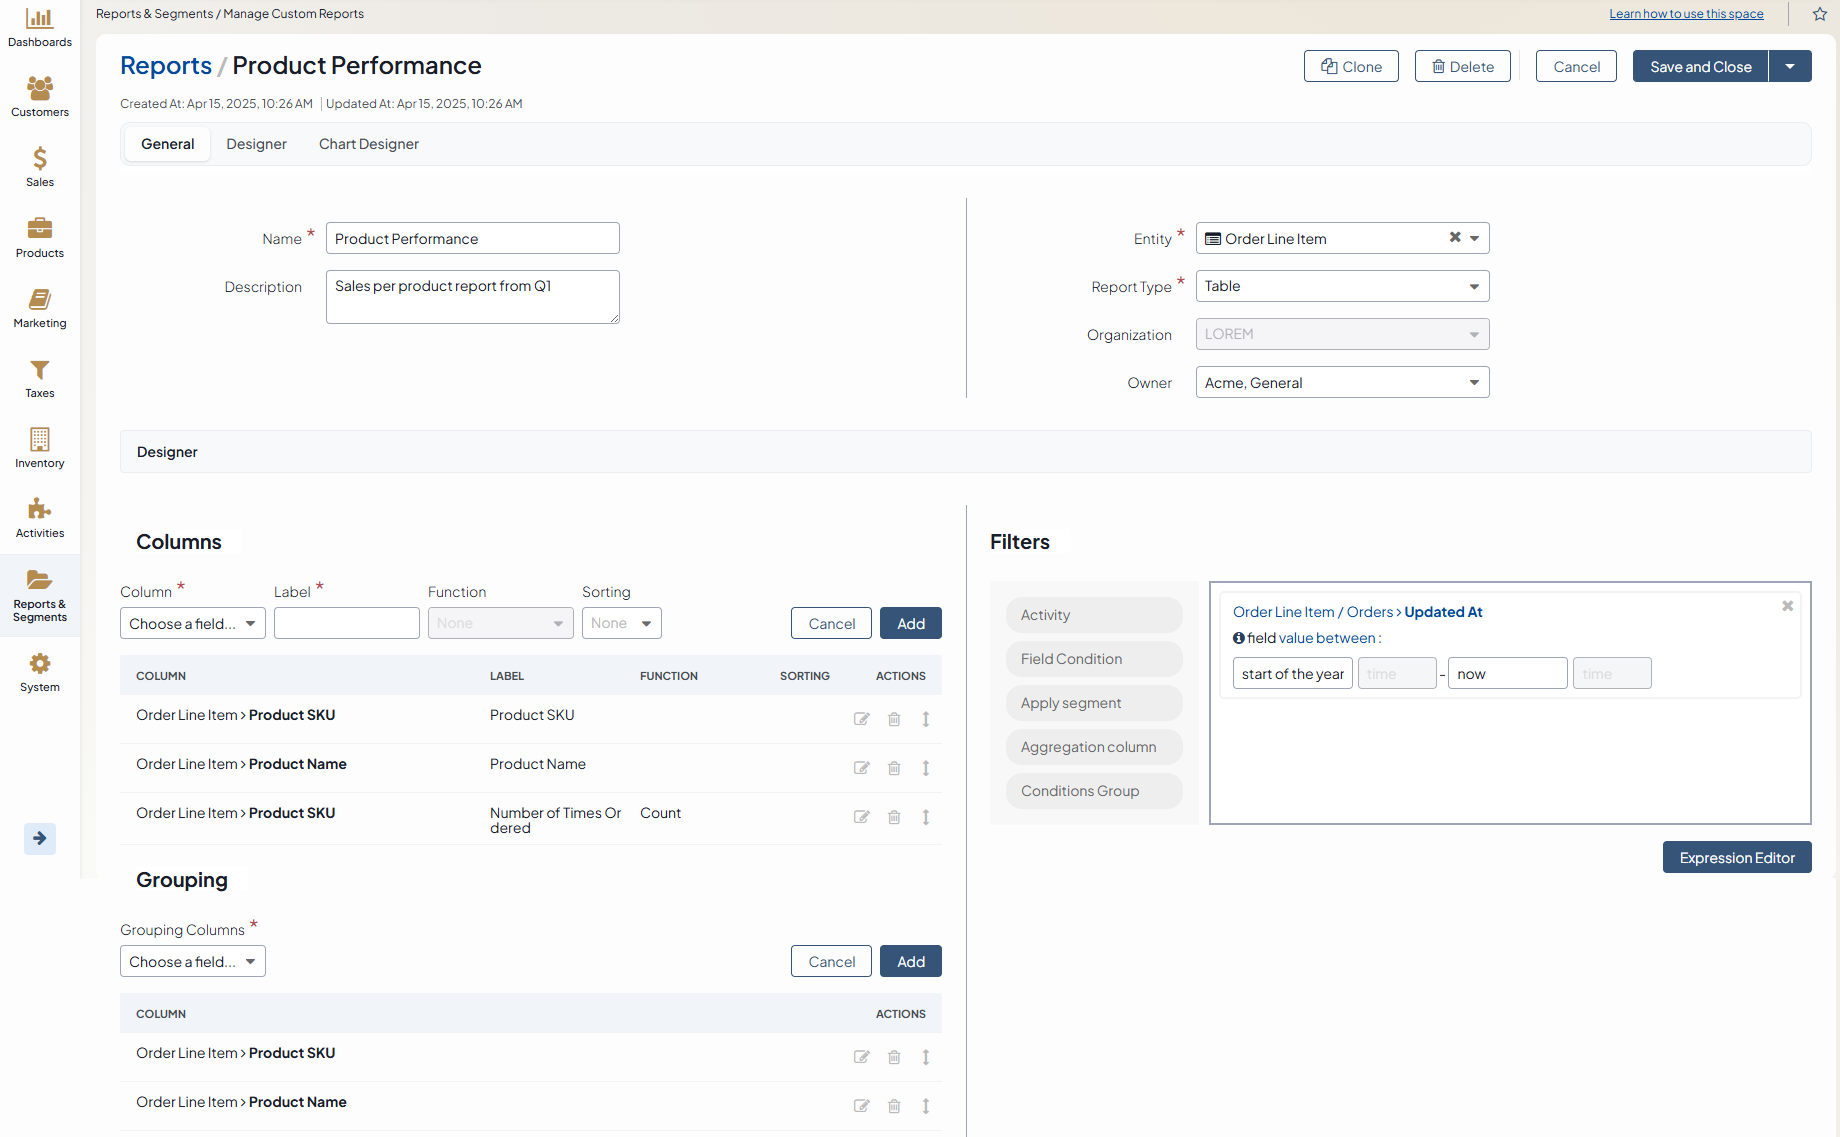 Dashboards
Customers
Sales
Products
Marketing
Taxes
Inventory
Activities
Reports &
Segments
System
Reports & Segments / Manage Custom Reports
Learn how to use this space
Reports / Product Performance
Clone
Delete
Cancel
Save and Close
Created At: Apr 15, 2025, 10:26 AM | Updated At: Apr 15, 2025, 10:26 AM
General
Designer
Chart Designer
Name *
Product Performance
Description
Sales per product report from Q1
Entity *
Order Line Item
Report Type *
Table
Organization
LOREM
Owner
Acme, General
Designer
Columns
Column * Label * Function Sorting
Choose a field... None None Cancel Add
COLUMN LABEL FUNCTION SORTING ACTIONS
Order Line Item > Product SKU Product SKU
Order Line Item > Product Name Product Name
Order Line Item > Product SKU Number of Times Or Count
dered
Grouping
Grouping Columns *
Choose a field... Cancel Add
COLUMN ACTIONS
Order Line Item > Product SKU
Order Line Item > Product Name
Filters
Activity
Field Condition
Apply segment
Aggregation column
Conditions Group
Order Line Item / Orders > Updated At
field value between :
start of the year time - now time
Expression Editor